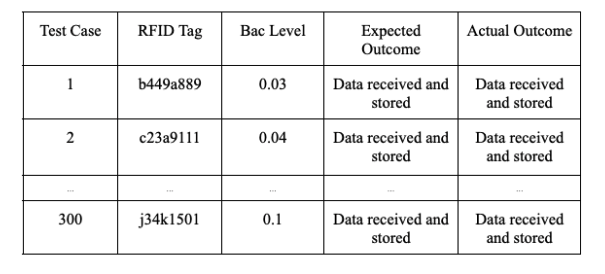 Test Case RFID Tag Bac Level Expected Outcome Actual Outcome
1 b449a889 0.03 Data received and stored Data received and stored
2 c23a9111 0.04 Data received and stored Data received and stored
... ... ... ... ...
300 j34k1501 0.1 Data received and stored Data received and stored